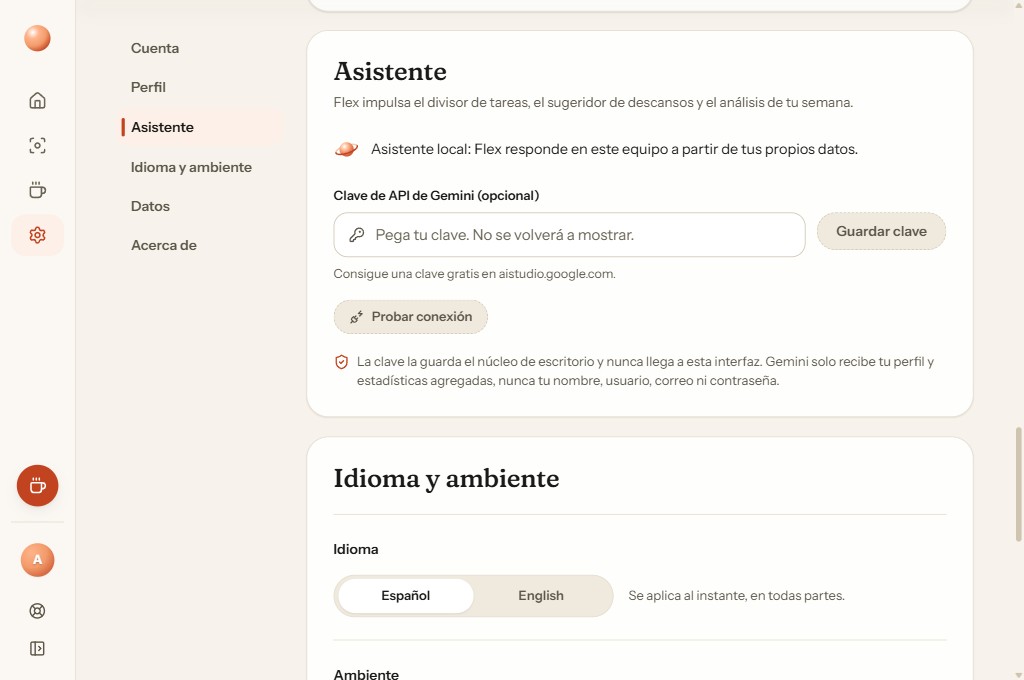 Cuenta
Perfil
Asistente
Idioma y ambiente
Datos
Acerca de
A
Asistente
Flex impulsa el divisor de tareas, el sugeridor de descansos y el análisis de tu semana.
Asistente local: Flex responde en este equipo a partir de tus propios datos.
Clave de API de Gemini (opcional)
Pega tu clave. No se volverá a mostrar.
Guardar clave
Consigue una clave gratis en aistudio.google.com.
Probar conexión
La clave la guarda el núcleo de escritorio y nunca llega a esta interfaz. Gemini solo recibe tu perfil y
estadísticas agregadas, nunca tu nombre, usuario, correo ni contraseña.
Idioma y ambiente
Idioma
Español
English
Se aplica al instante, en todas partes.
Ambiente